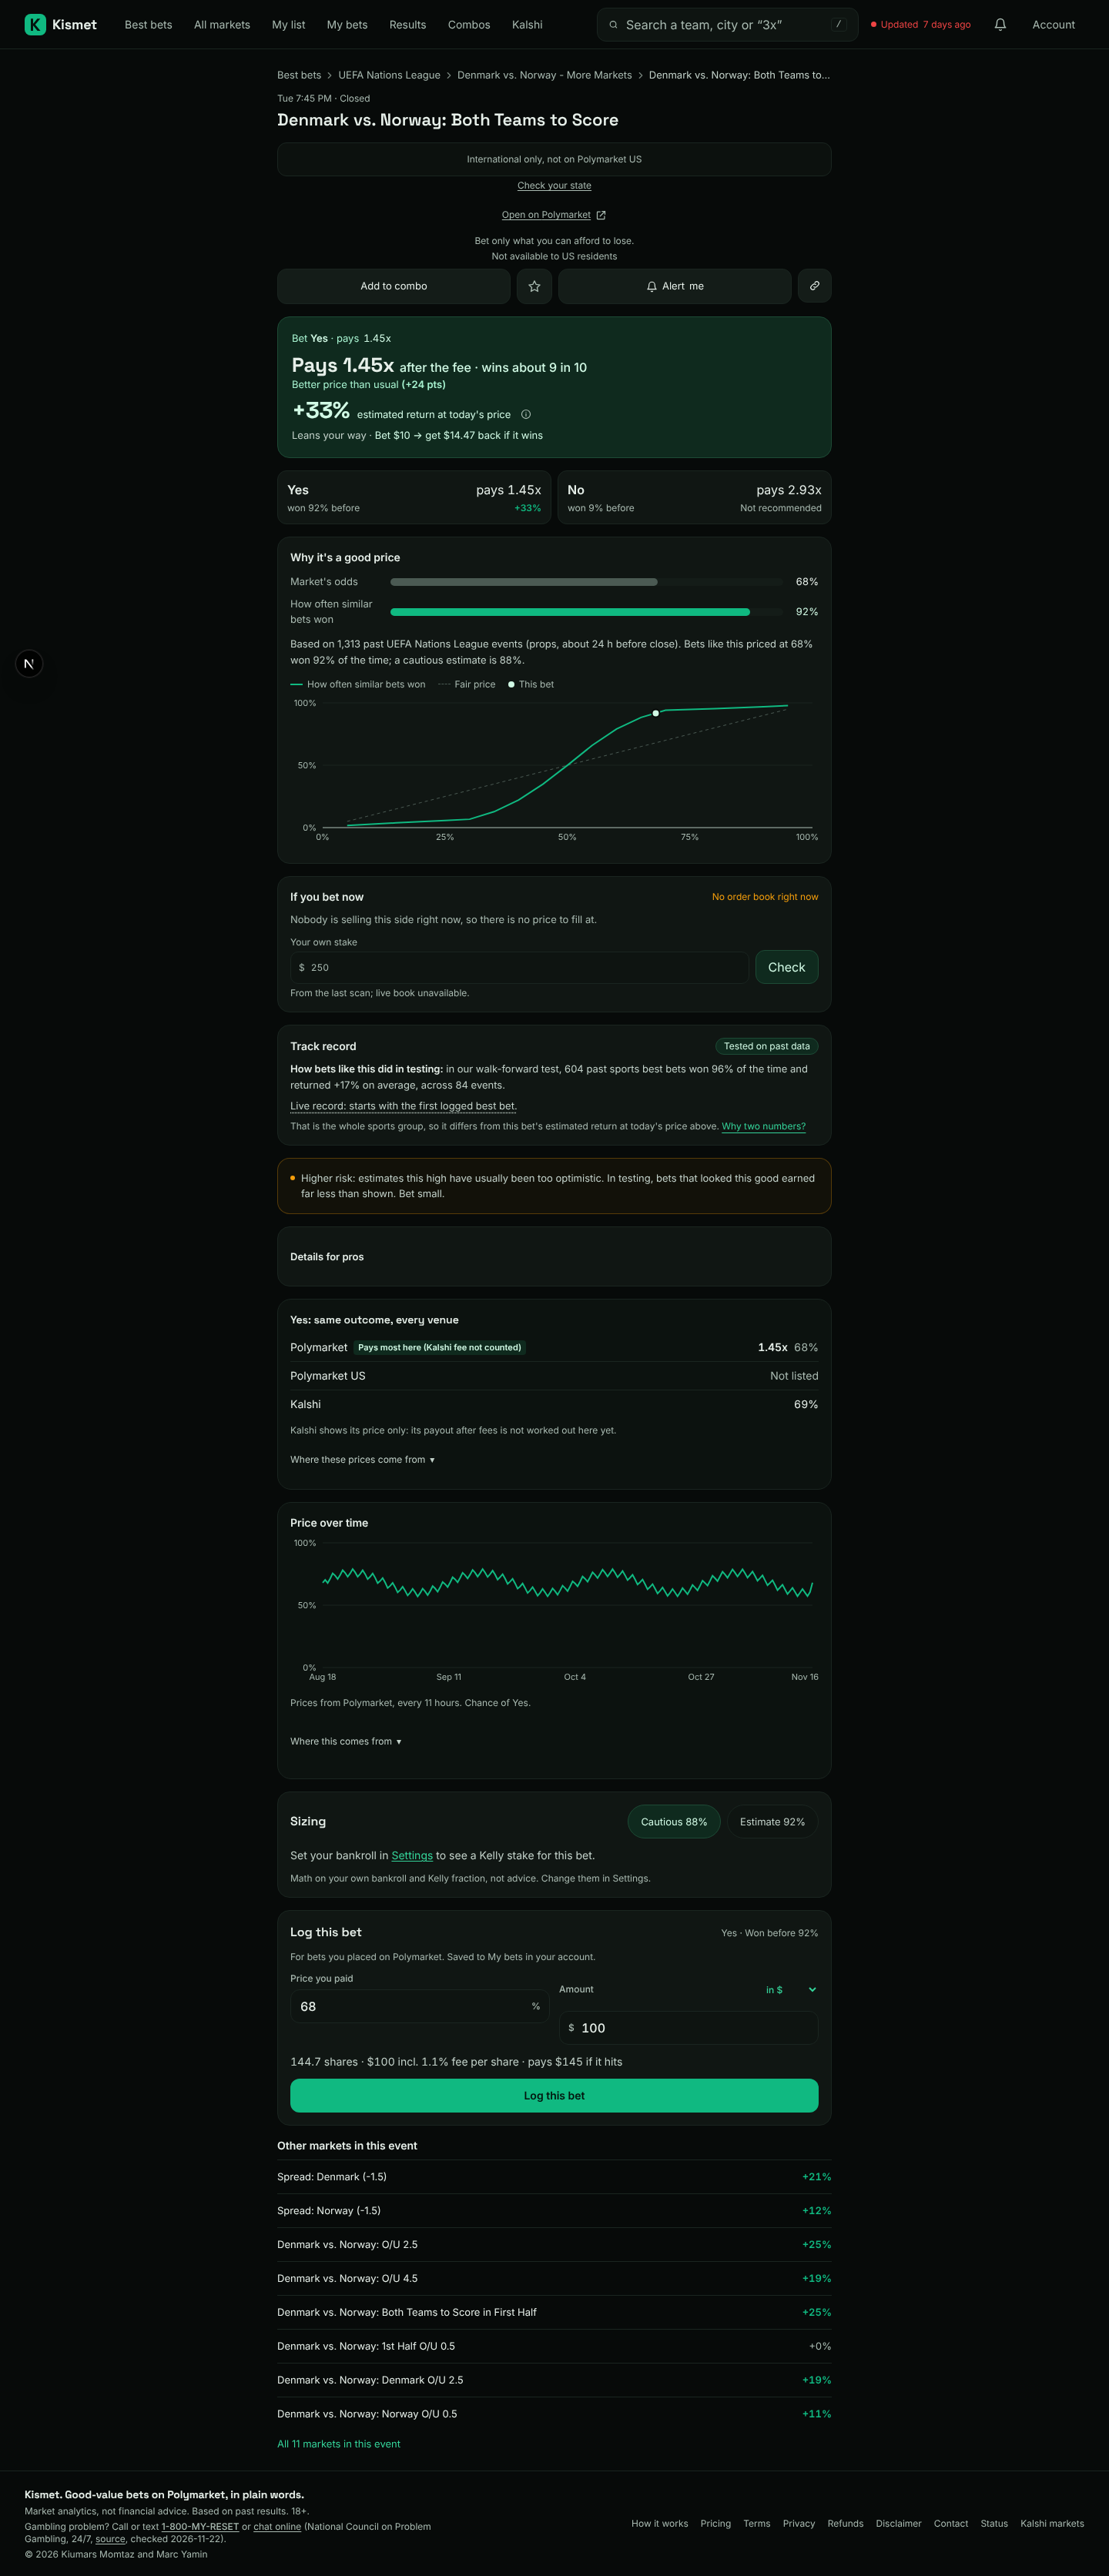 K Kismet Best bets All markets My list My bets Results Combos Kalshi Search a team, city or "3x" / Updated 7 days ago Account
Best bets > UEFA Nations League > Denmark vs. Norway - More Markets > Denmark vs. Norway: Both Teams to...
Tue 7:45 PM · Closed
Denmark vs. Norway: Both Teams to Score
International only, not on Polymarket US
Check your state
Open on Polymarket
Bet only what you can afford to lose.
Not available to US residents
Add to combo
Alert me
Bet Yes · pays 1.45x
Pays 1.45x after the fee · wins about 9 in 10
Better price than usual (+24 pts)
+33% estimated return at today's price
Leans your way · Bet $10 → get $14.47 back if it wins
Yes pays 1.45x
won 92% before +33%
No pays 2.93x
won 9% before Not recommended
Why it's a good price
Market's odds 68%
How often similar
bets won 92%
Based on 1,313 past UEFA Nations League events (props, about 24 h before close). Bets like this priced at 68%
won 92% of the time; a cautious estimate is 88%.
How often similar bets won Fair price This bet
100%
50%
0%
0% 25% 50% 75% 100%
N
If you bet now No order book right now
Nobody is selling this side right now, so there is no price to fill at.
Your own stake
$ 250 Check
From the last scan; live book unavailable.
Track record Tested on past data
How bets like this did in testing: in our walk-forward test, 604 past sports best bets won 96% of the time and
returned +17% on average, across 84 events.
Live record: starts with the first logged best bet.
That is the whole sports group, so it differs from this bet's estimated return at today's price above. Why two numbers?
Higher risk: estimates this high have usually been too optimistic. In testing, bets that looked this good earned
far less than shown. Bet small.
Details for pros
Yes: same outcome, every venue
Polymarket Pays most here (Kalshi fee not counted) 1.45x 68%
Polymarket US Not listed
Kalshi 69%
Kalshi shows its price only: its payout after fees is not worked out here yet.
Where these prices come from ▾
Price over time
100%
50%
0%
Aug 18 Sep 11 Oct 4 Oct 27 Nov 16
Prices from Polymarket, every 11 hours. Chance of Yes.
Where this comes from ▾
Sizing Cautious 88% Estimate 92%
Set your bankroll in Settings to see a Kelly stake for this bet.
Math on your own bankroll and Kelly fraction, not advice. Change them in Settings.
Log this bet Yes · Won before 92%
For bets you placed on Polymarket. Saved to My bets in your account.
Price you paid
68 %
Amount in $
$ 100
144.7 shares · $100 incl. 1.1% fee per share · pays $145 if it hits
Log this bet
Other markets in this event
Spread: Denmark (-1.5) +21%
Spread: Norway (-1.5) +12%
Denmark vs. Norway: O/U 2.5 +25%
Denmark vs. Norway: O/U 4.5 +19%
Denmark vs. Norway: Both Teams to Score in First Half +25%
Denmark vs. Norway: 1st Half O/U 0.5 +0%
Denmark vs. Norway: Denmark O/U 2.5 +19%
Denmark vs. Norway: Norway O/U 0.5 +11%
All 11 markets in this event
Kismet. Good-value bets on Polymarket, in plain words.
Market analytics, not financial advice. Based on past results. 18+.
Gambling problem? Call or text 1-800-MY-RESET or chat online (National Council on Problem
Gambling, 24/7, source, checked 2026-11-22).
© 2026 Kiumars Momtaz and Marc Yamin
How it works Pricing Terms Privacy Refunds Disclaimer Contact Status Kalshi markets